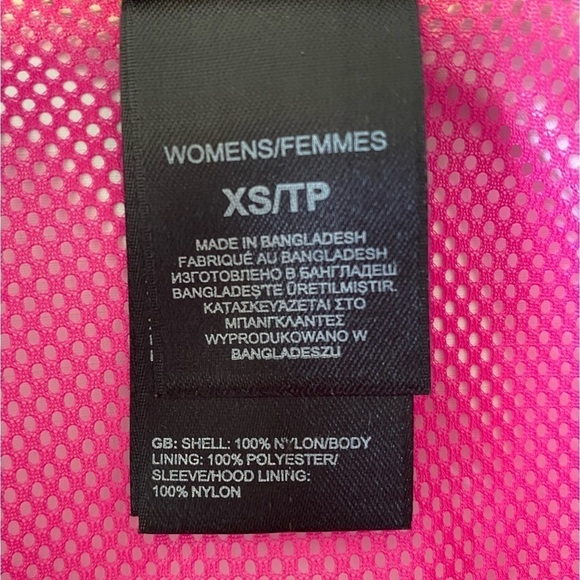 WOMENS/FEMMES
XS/TP
MADE IN BANGLADESH
FABRIQUÉ AU BANGLADESH
ИЗГОТОВЛЕНО В БАНГЛАДЕШ
BANGLADEŞ'TE ÜRETILMIŞTIR.
ΚΑΤΑΣΚΕΥΑΖΕΤΑΙ ΣΤΟ
ΜΠΑΝΓΚΛΑΝΤΕΣ
WYPRODUKOWANO W
BANGLADESZU
GB: SHELL: 100% NYLON/BODY
LINING: 100% POLYESTER/
SLEEVE/HOOD LINING:
100% NYLON